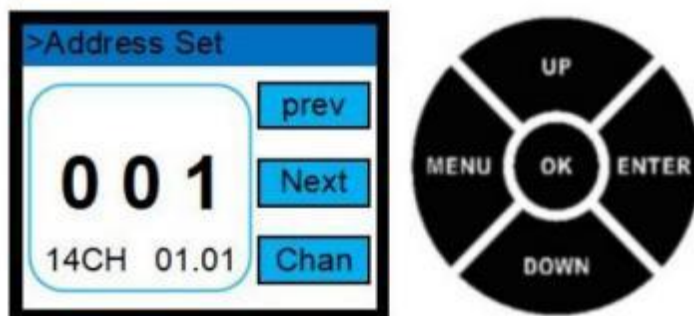 >Address Set
prev
0 0 1
Next
14CH 01.01
Chan
UP
MENU OK ENTER
DOWN